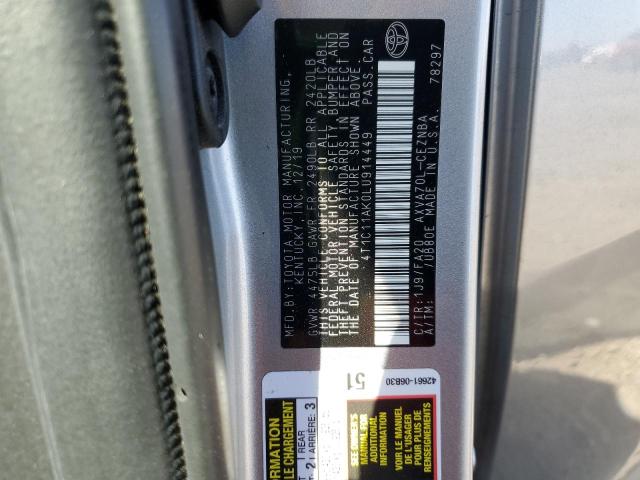 MFD.BY:TOYOTA MOTOR MANUFACTURING,
KENTUCKY, INC. 12/19
GVWR 4475LB GAWR FR 2490LB RR 2420LB
THIS VEHICLE CONFORMS TO ALL APPLICABLE
FEDERAL MOTOR VEHICLE SAFETY BUMPER AND
THEFT PREVENTION STANDARDS IN EFFECT ON
THE DATE OF MANUFACTURE SHOWN ABOVE.
4T1C11AK0LU914449 PASS.CAR
C/TR:1J9/FA20 AXVA70L-CEZNBA
A/TM: -/UB80E MADE IN U.S.A. 78297
42661-06B30
51
FORMATION
LE CHARGEMENT
T 2 REAR ARRIÈRE: 3
SEE OWNER'S
MANUAL FOR
ADDITIONAL
INFORMATION
VOIR LE MANUEL
DE L'USAGER
POUR PLUS DE
RENSEIGNEMENTS